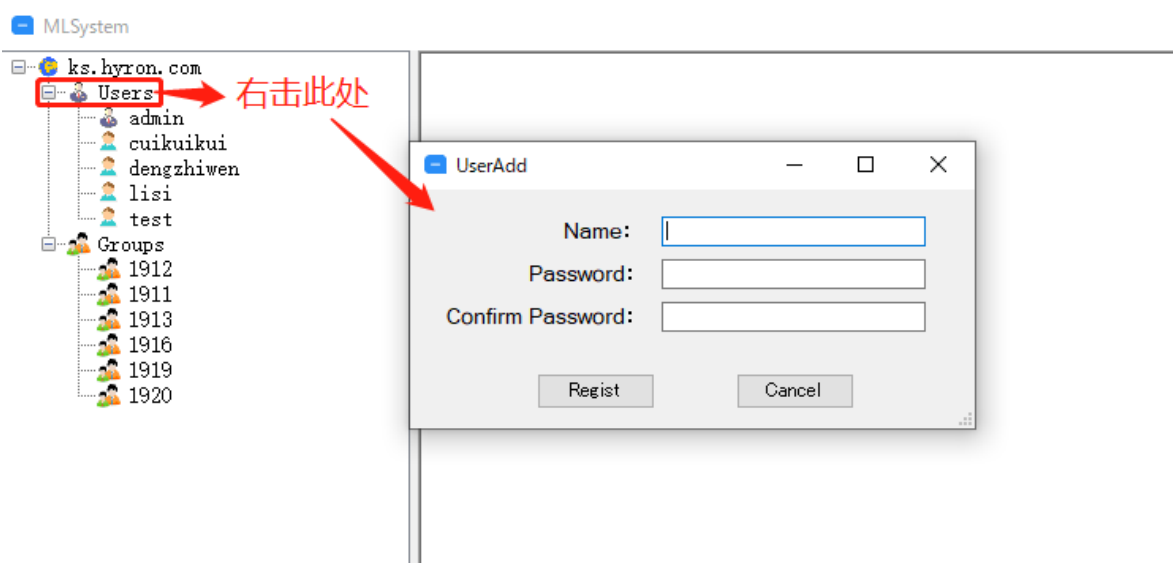 MLSystem
ks.hyron.com
Users
右击此处
admin
cuikuikui
dengzhiwen
lisi
test
Groups
1912
1911
1913
1916
1919
1920
UserAdd
Name:
Password:
Confirm Password:
Regist
Cancel